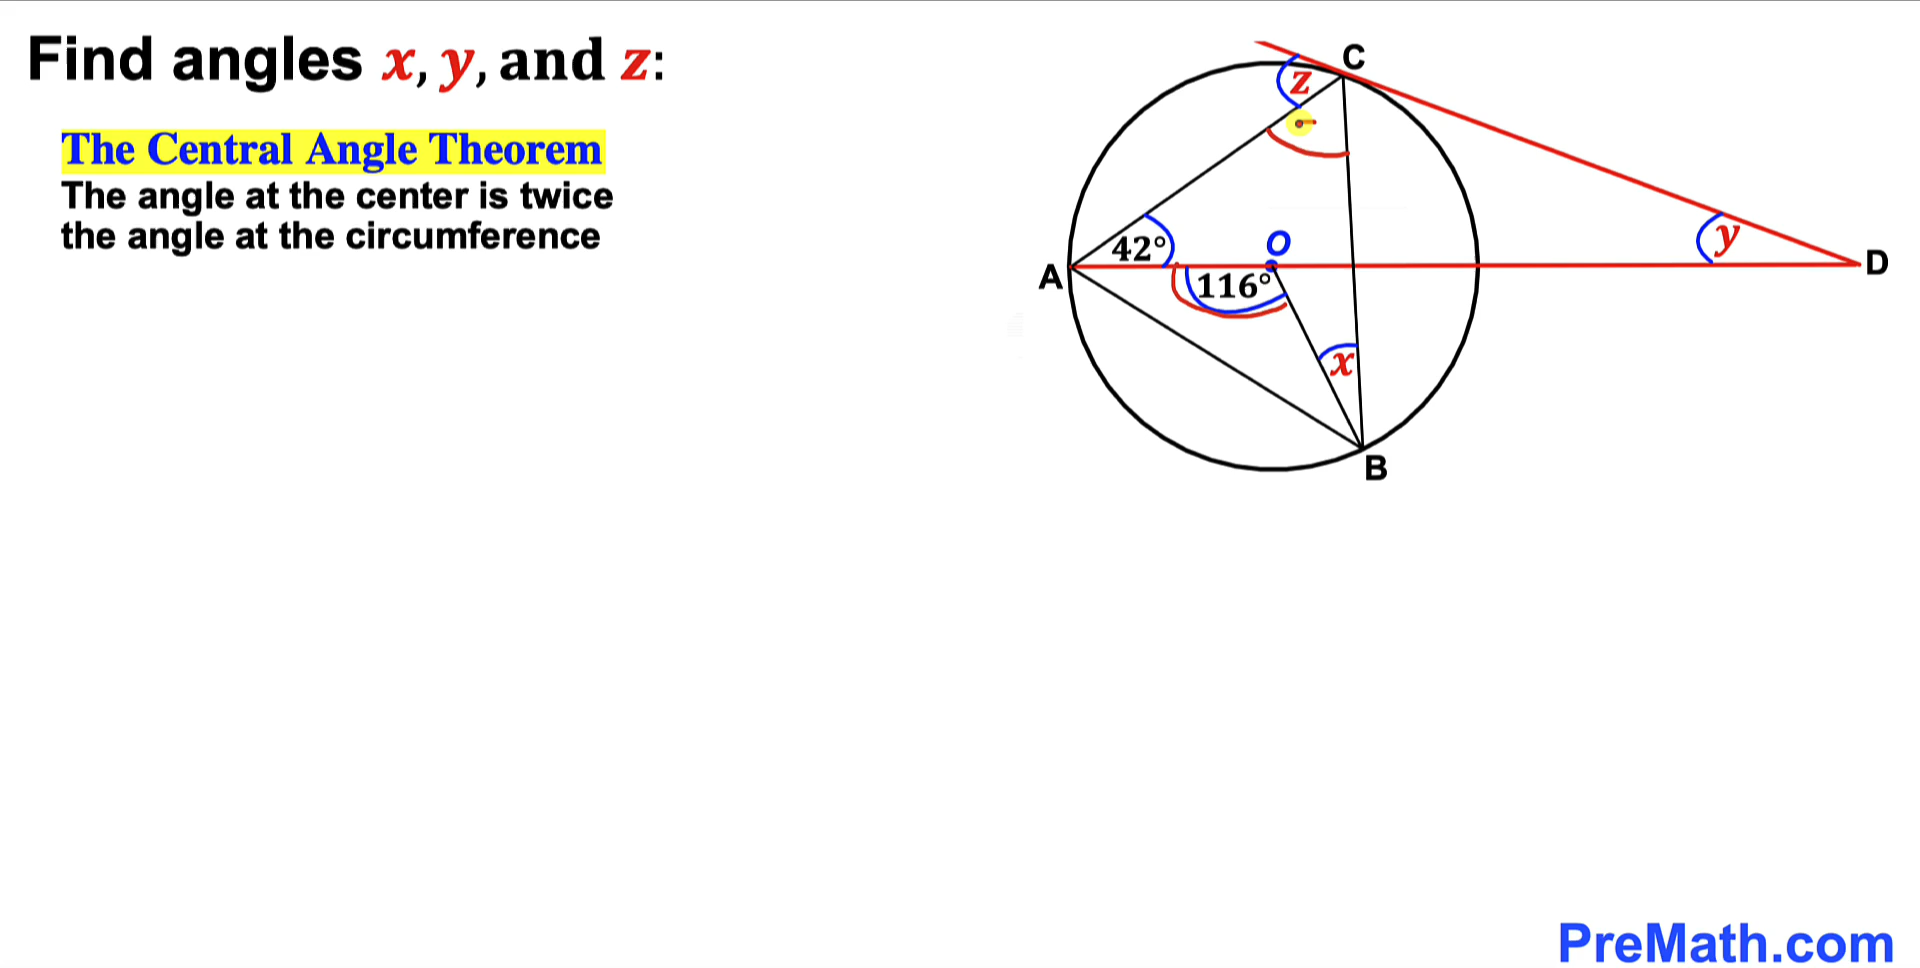 Find angles x, y, and z:
The Central Angle Theorem
The angle at the center is twice
the angle at the circumference
C
z
42°
O
y
A
D
116°
x
B
PreMath.com